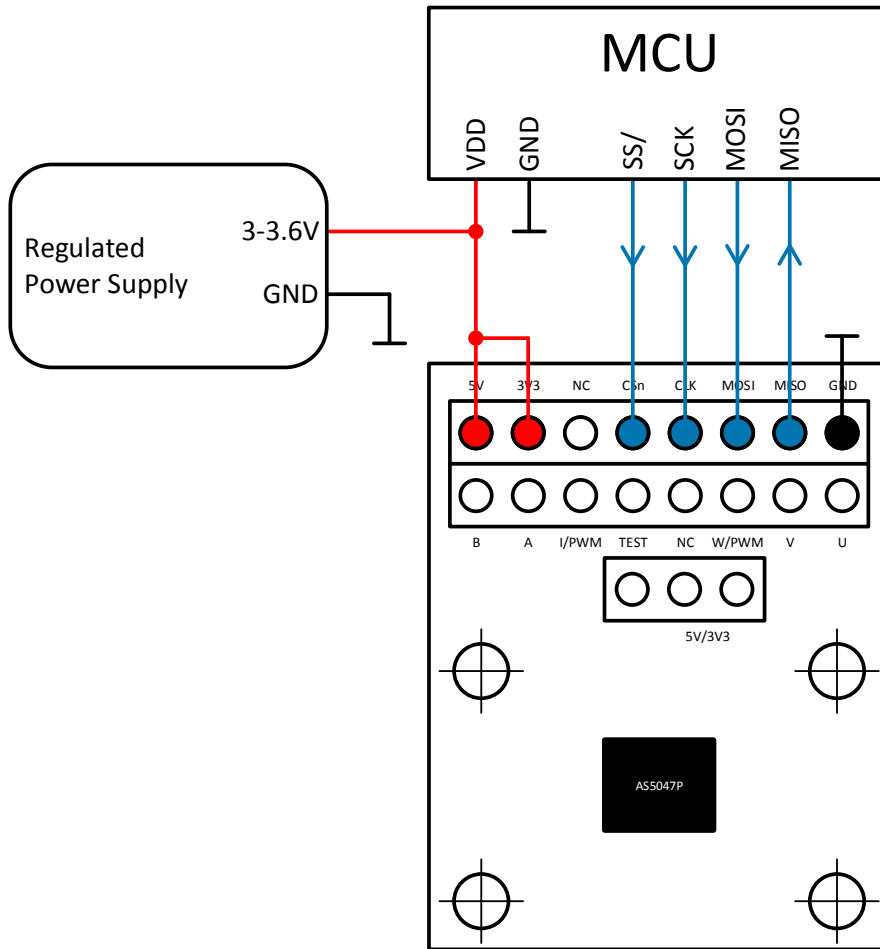 MCU
VDD
GND
SS/
SCK
MOSI
MISO
3-3.6V
Regulated
Power Supply
GND
5V 3V3 NC CSn CLK MOSI MISO GND
B A I/PWM TEST NC W/PWM V U
5V/3V3
AS5047P